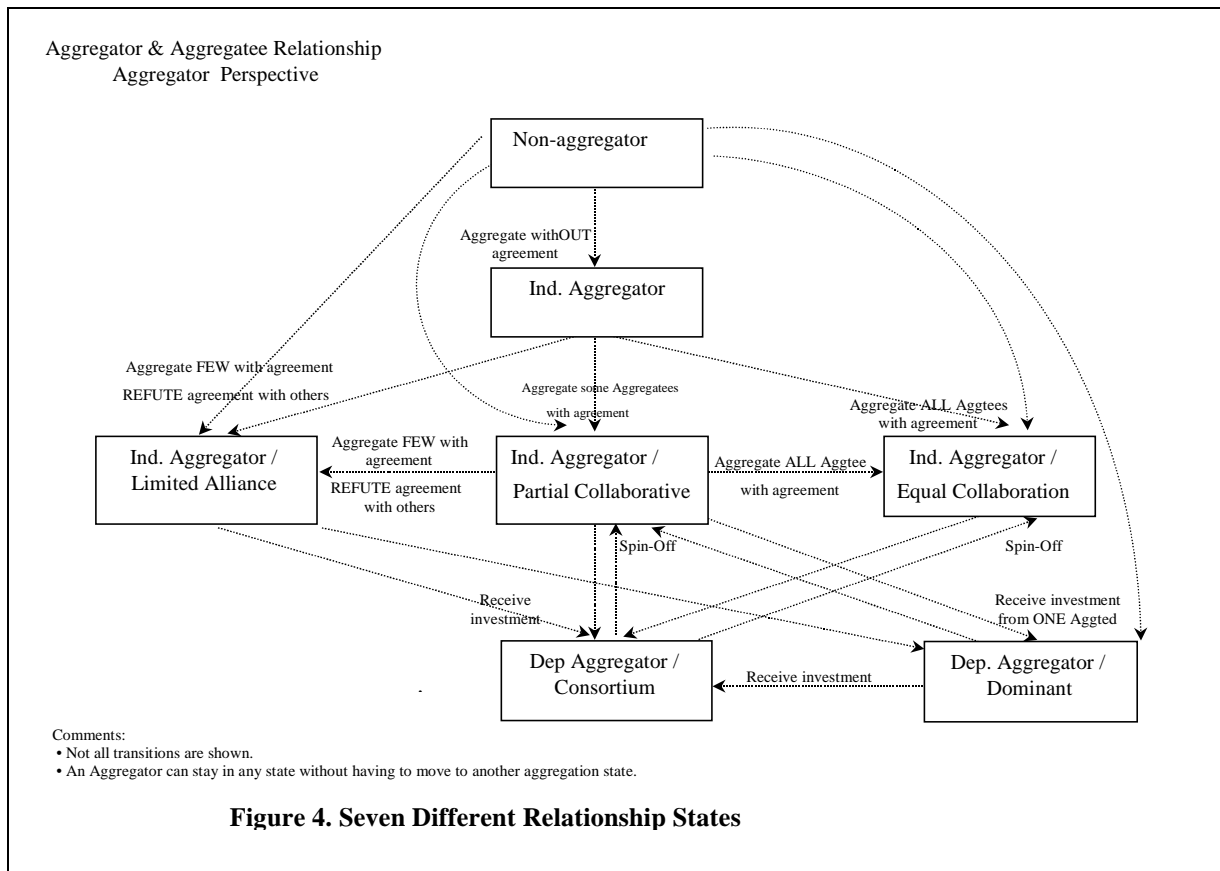 Aggregator & Aggregatee Relationship
Aggregator Perspective
Non-aggregator
Aggregate withOUT
agreement
Ind. Aggregator
Aggregate FEW with agreement
REFUTE agreement with others
Aggregate some Aggregatees
with agreement
Aggregate ALL Aggtees
with agreement
Ind. Aggregator /
Limited Alliance
Aggregate FEW with
agreement
REFUTE agreement
with others
Ind. Aggregator /
Partial Collaborative
Aggregate ALL Aggtee
with agreement
Ind. Aggregator /
Equal Collaboration
Spin-Off
Spin-Off
Receive
investment
Receive investment
from ONE Aggted
Dep Aggregator /
Consortium
Receive investment
Dep. Aggregator /
Dominant
Comments:
• Not all transitions are shown.
• An Aggregator can stay in any state without having to move to another aggregation state.
Figure 4. Seven Different Relationship States